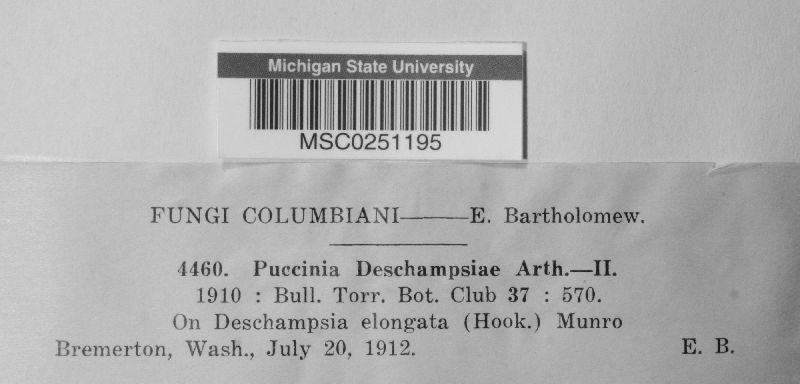 Michigan State University
MSC0251195
FUNGI COLUMBIANI——E. Bartholomew.
4460. Puccinia Deschampsiae Arth.—II.
1910 : Bull. Torr. Bot. Club 37 : 570.
On Deschampsia elongata (Hook.) Munro
Bremerton, Wash., July 20, 1912. E. B.